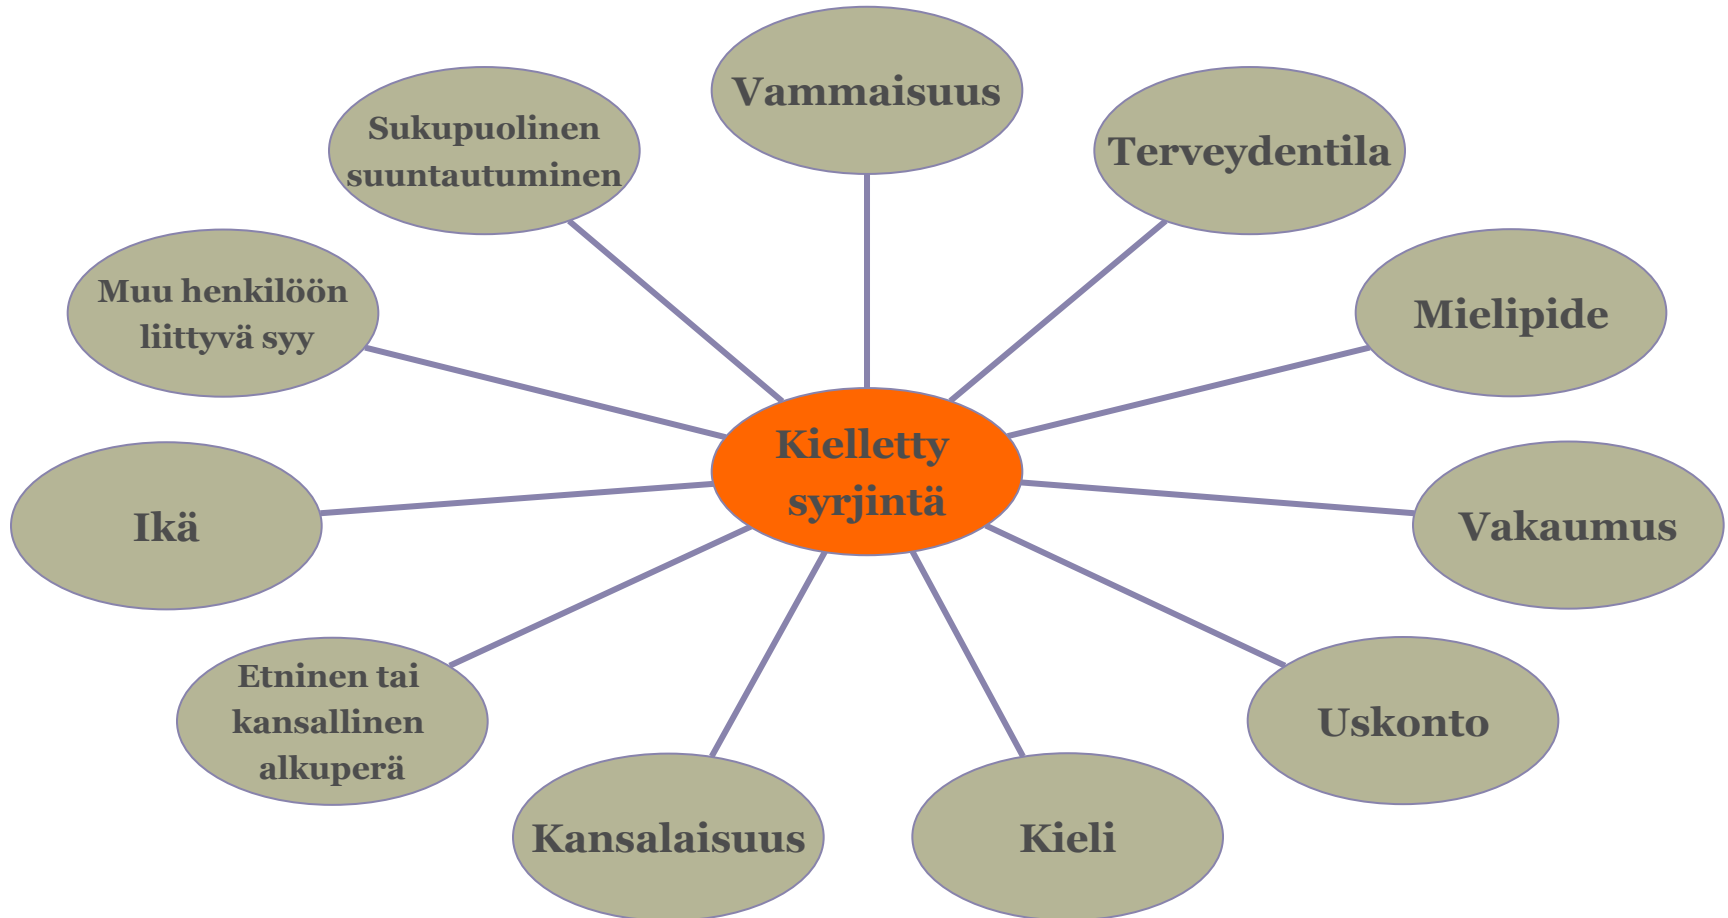 Vammaisuus
Sukupuolinen
suuntautuminen
Terveydentila
Muu henkilöön
liittyvä syy
Mielipide
Kielletty
syrjintä
Ikä
Vakaumus
Etninen tai
kansallinen
alkuperä
Uskonto
Kansalaisuus
Kieli